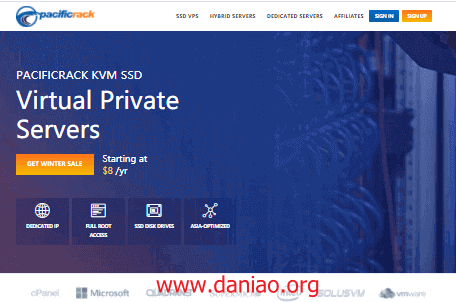 pacificrack
SSD VPS
HYBRID SERVERS
DEDICATED SERVERS
AFFILIATES
SIGN IN
SIGN UP
PACIFICRACK KVM SSD
Virtual Private
Servers
GET WINTER SALE
Starting at
$8 /yr
DEDICATED IP
FULL ROOT
ACCESS
SSD DISK DRIVES
ASIA-OPTIMIZED
cPanel
Microsoft
www.daniao.org
SOLUSVM
vmware